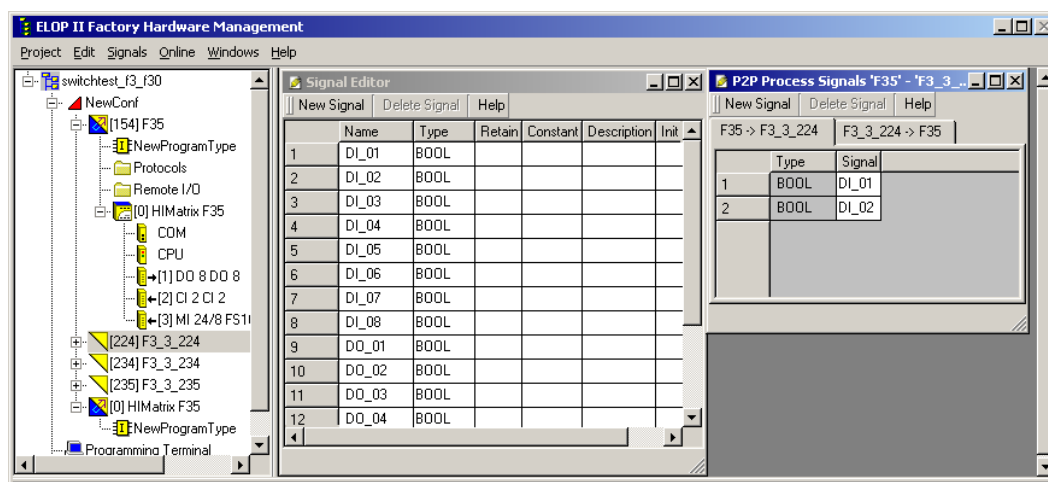 ELOP II Factory Hardware Management
Project Edit Signals Online Windows Help
switchtest_f3_f30
NewConf
[154] F35
NewProgramType
Protocols
Remote I/O
[0] HIMatrix F35
COM
CPU
[1] DO 8 DO 8
[2] CI 2 CI 2
[3] MI 24/8 FS1
[224] F3_3_224
[234] F3_3_234
[235] F3_3_235
[0] HIMatrix F35
NewProgramType
Programming Terminal
Signal Editor
New Signal Delete Signal Help
Name Type Retain Constant Description Init
1 DI_01 BOOL
2 DI_02 BOOL
3 DI_03 BOOL
4 DI_04 BOOL
5 DI_05 BOOL
6 DI_06 BOOL
7 DI_07 BOOL
8 DI_08 BOOL
9 DO_01 BOOL
10 DO_02 BOOL
11 DO_03 BOOL
12 DO_04 BOOL
P2P Process Signals 'F35' - 'F3_3_...
New Signal Delete Signal Help
F35 -> F3_3_224 F3_3_224 -> F35
Type Signal
1 BOOL DI_01
2 BOOL DI_02